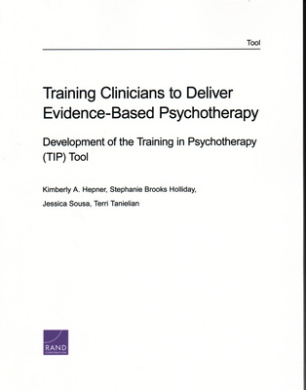 Tool
Training Clinicians to Deliver
Evidence-Based Psychotherapy
Development of the Training in Psychotherapy
(TIP) Tool
Kimberly A. Hepner, Stephanie Brooks Holliday,
Jessica Sousa, Terri Tanielian
RAND
CORPORATION